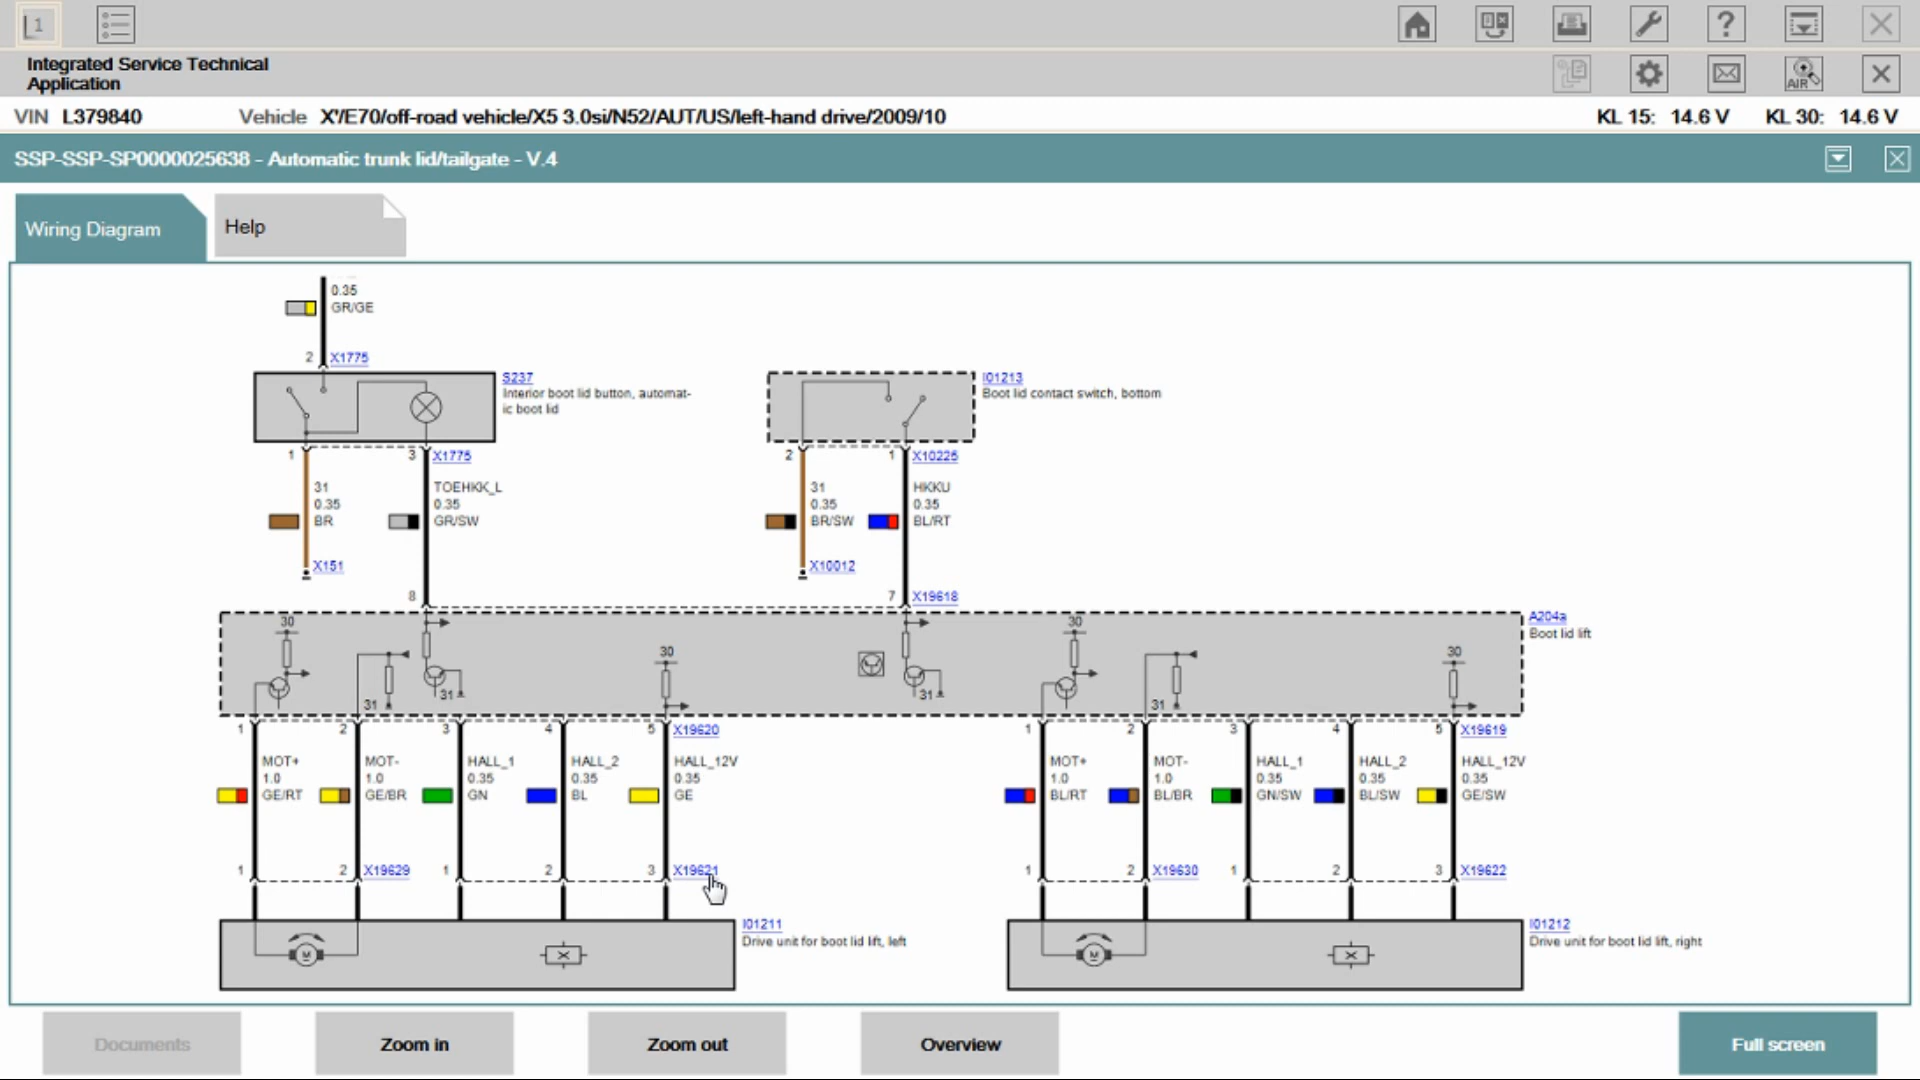 1
Integrated Service Technical
Application
VIN L379840 Vehicle X'/E70/off-road vehicle/X5 3.0si/N52/AUT/US/left-hand drive/2009/10 KL 15: 14.6 V KL 30: 14.6 V
SSP-SSP-SP0000025638 - Automatic trunk lid/tailgate - V.4
Wiring Diagram Help
?
AIR
0.35
GR/GE
2 X1775
S237
Interior boot lid button, automat-
ic boot lid
I01213
Boot lid contact switch, bottom
1 3 X1775 2 1 X10225
31 TOEHKK_L 31 HKKU
0.35 0.35 0.35 0.35
BR GR/SW BR/SW BL/RT
X151 X10012
8 7 X19618
A204a
Boot lid lift
30 30
30 30
31 31
31 31
1 2 3 4 5 X19620 1 2 3 4 5 X19619
MOT+ MOT- HALL_1 HALL_2 HALL_12V MOT+ MOT- HALL_1 HALL_2 HALL_12V
1.0 1.0 0.35 0.35 0.35 1.0 1.0 0.35 0.35 0.35
GE/RT GE/BR GN BL GE BL/RT BL/BR GN/SW BL/SW GE/SW
1 2 X19629 1 2 3 X19621 1 2 X19630 1 2 3 X19622
I01211
Drive unit for boot lid lift, left
I01212
Drive unit for boot lid lift, right
M M
Documents Zoom in Zoom out Overview Full screen